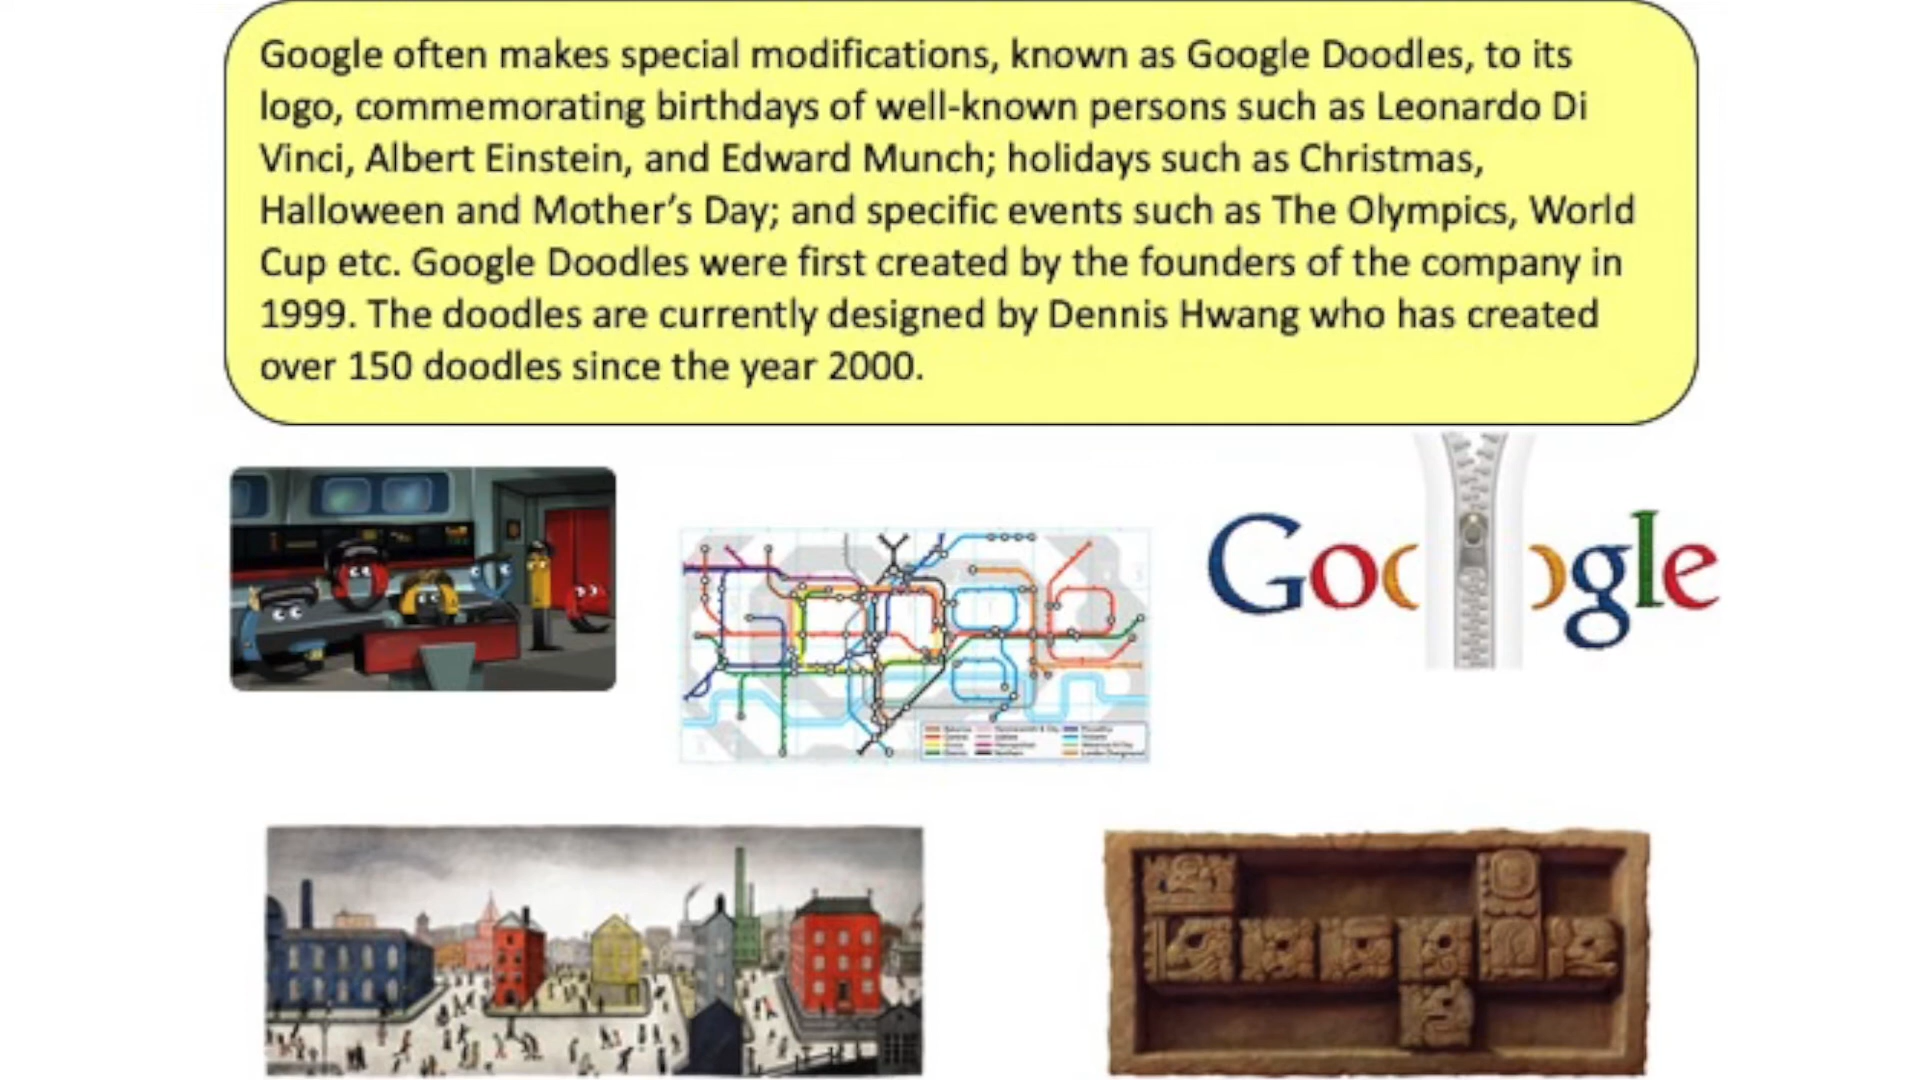 Google often makes special modifications, known as Google Doodles, to its
logo, commemorating birthdays of well-known persons such as Leonardo Di
Vinci, Albert Einstein, and Edward Munch; holidays such as Christmas,
Halloween and Mother's Day; and specific events such as The Olympics, World
Cup etc. Google Doodles were first created by the founders of the company in
1999. The doodles are currently designed by Dennis Hwang who has created
over 150 doodles since the year 2000.
Google